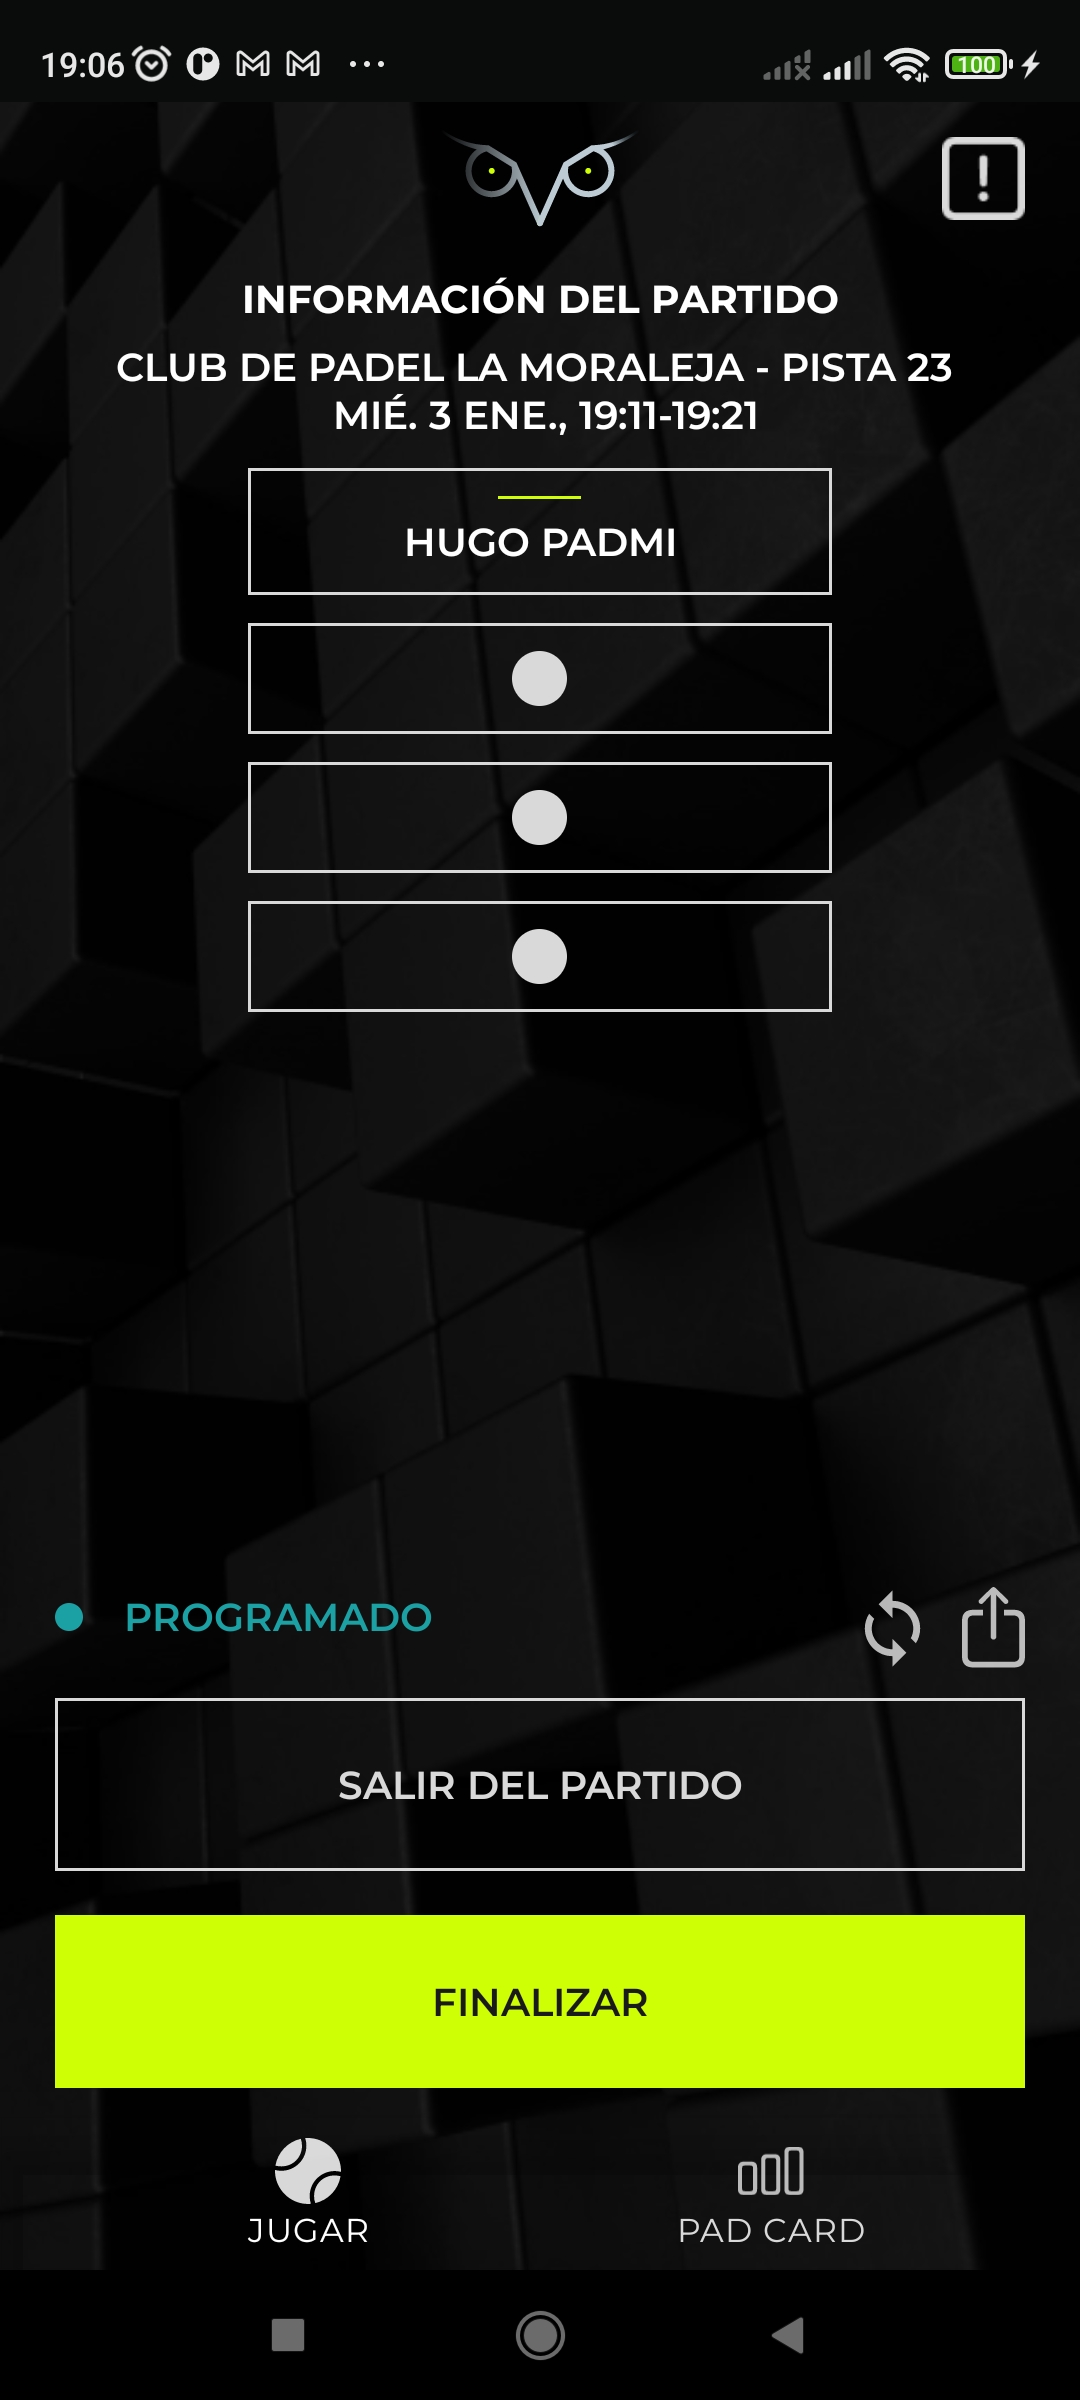 19:06
100
INFORMACIÓN DEL PARTIDO
CLUB DE PADEL LA MORALEJA - PISTA 23
MIÉ. 3 ENE., 19:11-19:21
HUGO PADMI
PROGRAMADO
SALIR DEL PARTIDO
FINALIZAR
JUGAR
PAD CARD